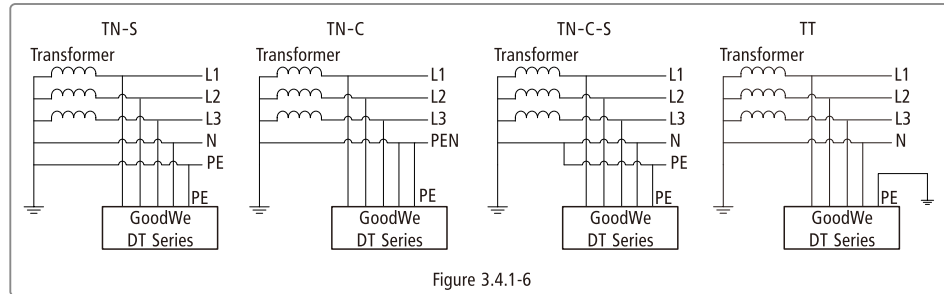 TN-S
Transformer
L1
L2
L3
N
PE
PE
GoodWe
DT Series
TN-C
Transformer
L1
L2
L3
PEN
PE
GoodWe
DT Series
TN-C-S
Transformer
L1
L2
L3
N
PE
PE
GoodWe
DT Series
TT
Transformer
L1
L2
L3
N
PE
GoodWe
DT Series
Figure 3.4.1-6